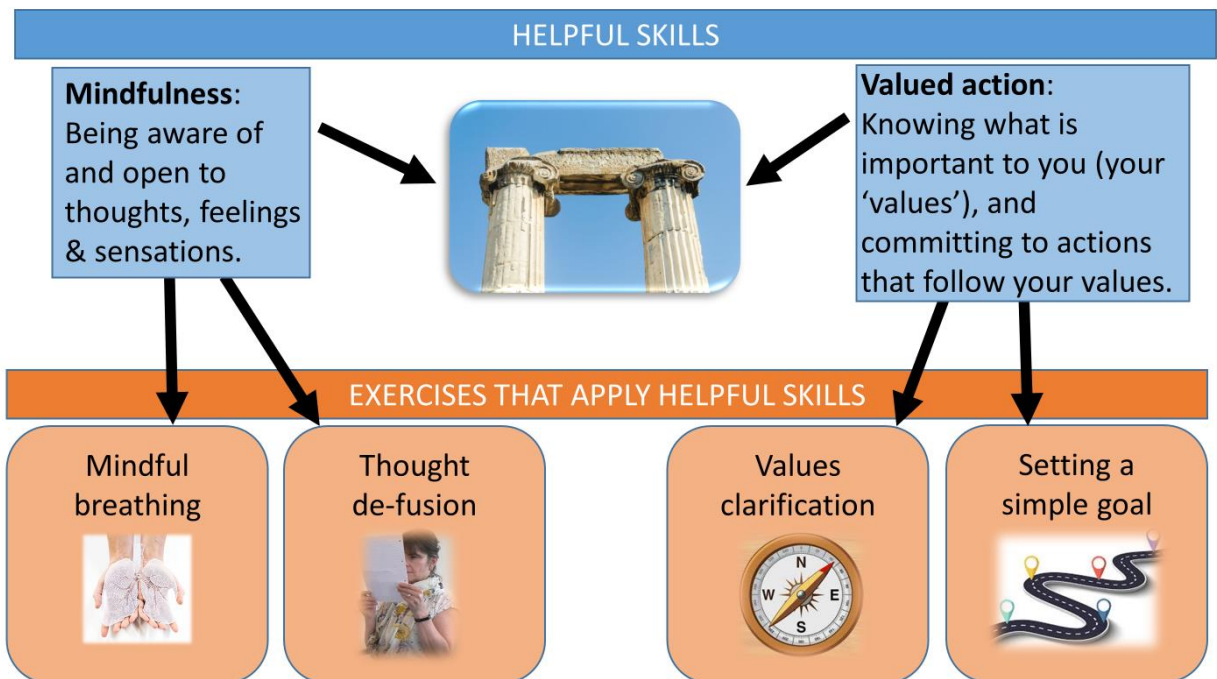 HELPFUL SKILLS
Mindfulness:
Being aware of
and open to
thoughts, feelings
& sensations.
Valued action:
Knowing what is
important to you (your
‘values’), and
committing to actions
that follow your values.
EXERCISES THAT APPLY HELPFUL SKILLS
Mindful
breathing
Thought
de-fusion
Values
clarification
N
W E
S
Setting a
simple goal